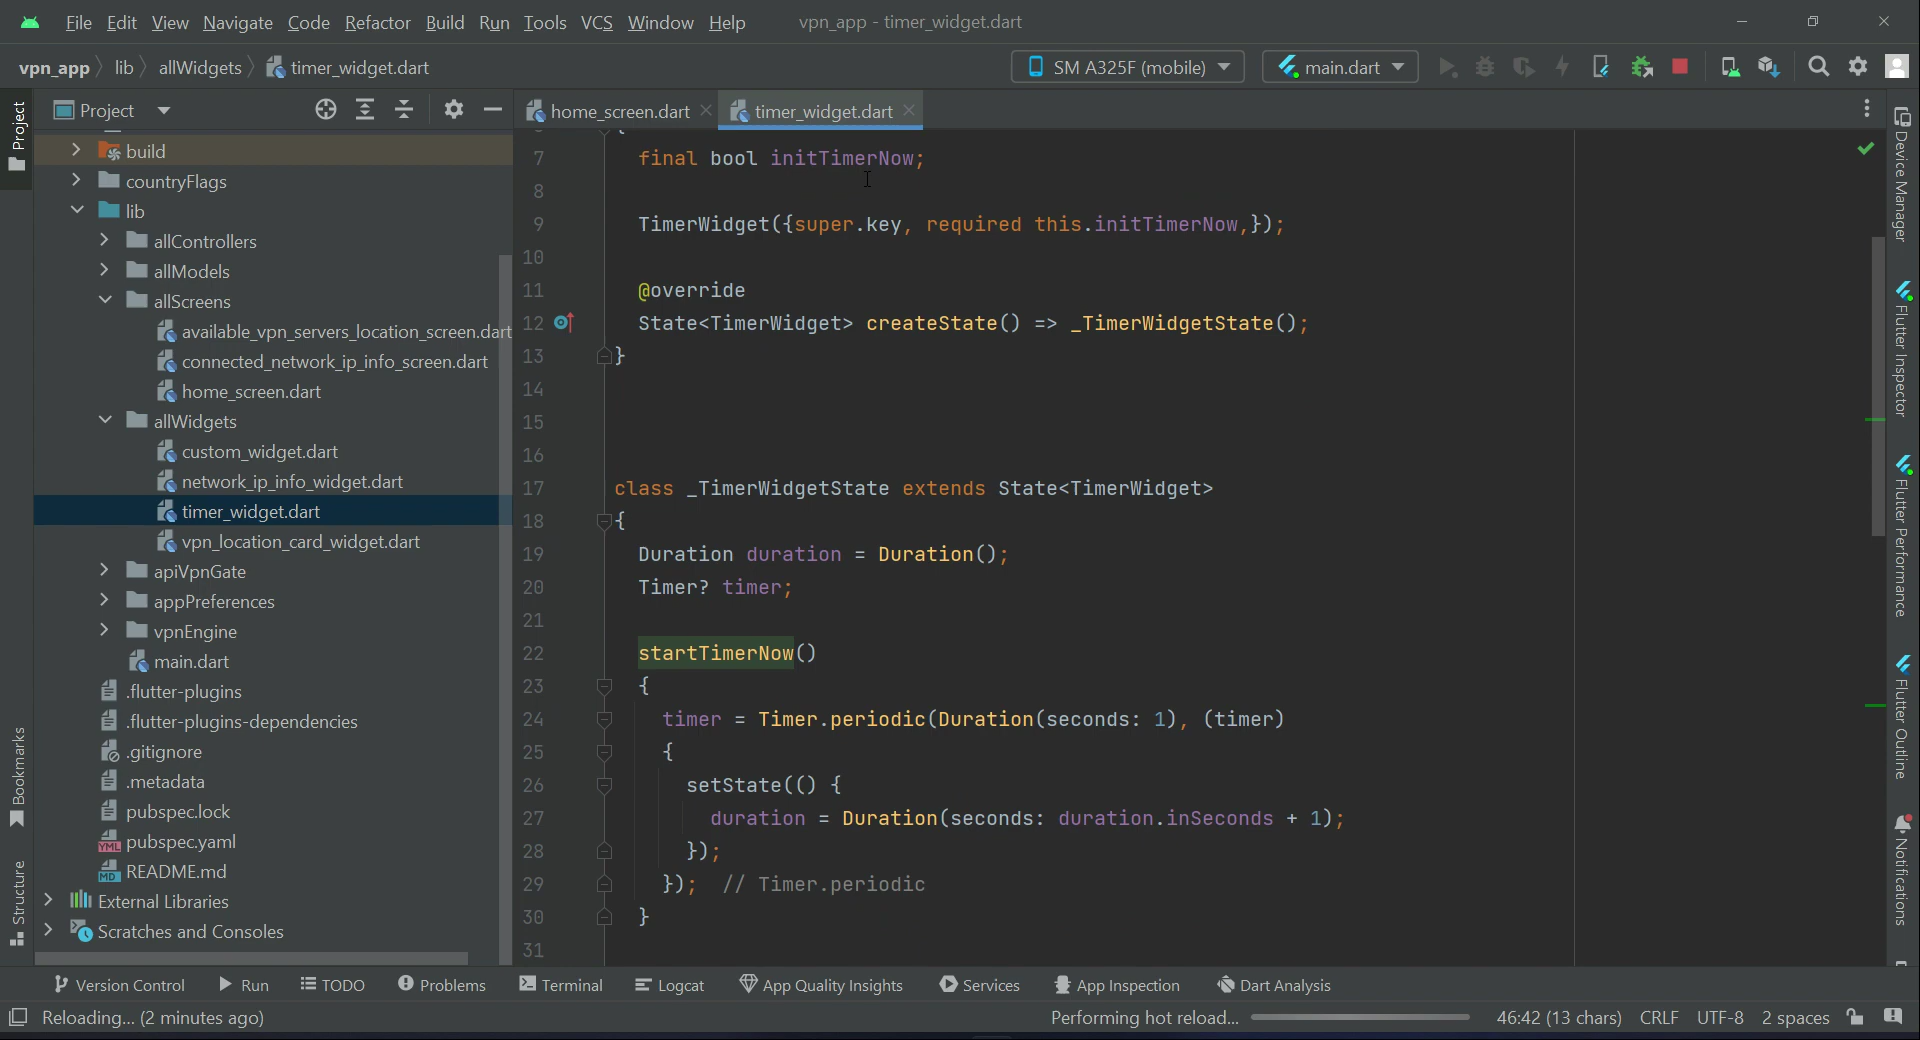 File Edit View Navigate Code Refactor Build Run Tools VCS Window Help vpn_app - timer_widget.dart
vpn_app lib allWidgets timer_widget.dart SM A325F (mobile) main.dart
Project home_screen.dart timer_widget.dart
Project
Bookmarks
Structure
build
countryFlags
lib
allControllers
allModels
allScreens
available_vpn_servers_location_screen.dart
connected_network_ip_info_screen.dart
home_screen.dart
allWidgets
custom_widget.dart
network_ip_info_widget.dart
timer_widget.dart
vpn_location_card_widget.dart
apiVpnGate
appPreferences
vpnEngine
main.dart
.flutter-plugins
.flutter-plugins-dependencies
.gitignore
.metadata
pubspec.lock
pubspec.yaml
README.md
External Libraries
Scratches and Consoles
7 final bool initTimerNow;
8
9 TimerWidget({super.key, required this.initTimerNow,});
10
11 @override
12 State<TimerWidget> createState() => _TimerWidgetState();
13 }
14
15
16
17 class _TimerWidgetState extends State<TimerWidget>
18 {
19 Duration duration = Duration();
20 Timer? timer;
21
22 startTimerNow()
23 {
24 timer = Timer.periodic(Duration(seconds: 1), (timer)
25 {
26 setState(() {
27 duration = Duration(seconds: duration.inSeconds + 1);
28 });
29 }); // Timer.periodic
30 }
31
Device Manager
Flutter Inspector
Flutter Performance
Flutter Outline
Notifications
Version Control Run TODO Problems Terminal Logcat App Quality Insights Services App Inspection Dart Analysis
Reloading... (2 minutes ago) Performing hot reload... 46:42 (13 chars) CRLF UTF-8 2 spaces